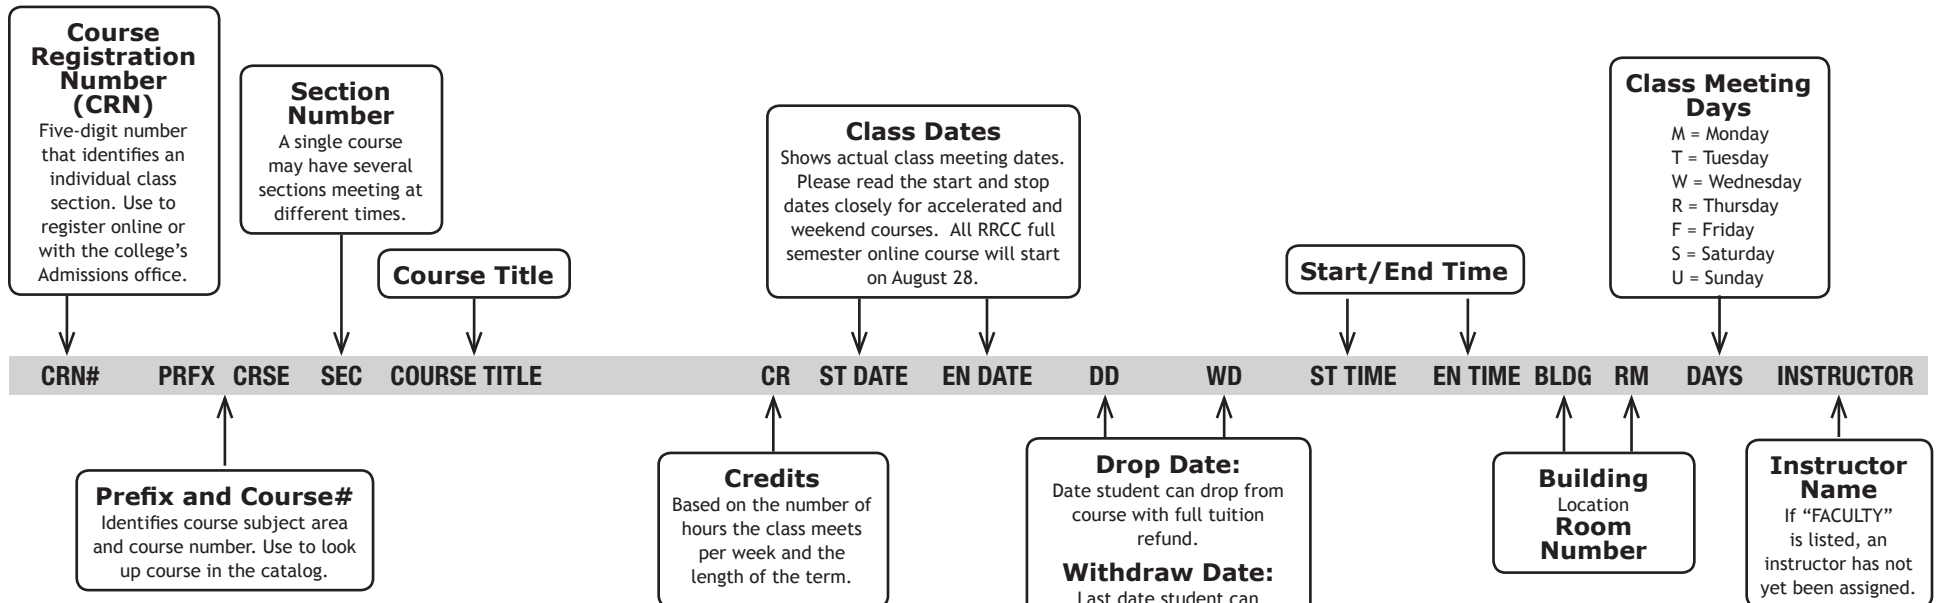 Course
Registration
Number
(CRN)
Five-digit number
that identifies an
individual class
section. Use to
register online or
with the college’s
Admissions office.
Section
Number
A single course
may have several
sections meeting at
different times.
Course Title
Class Dates
Shows actual class meeting dates.
Please read the start and stop
dates closely for accelerated and
weekend courses. All RRCC full
semester online course will start
on August 28.
Start/End Time
Class Meeting
Days
M = Monday
T = Tuesday
W = Wednesday
R = Thursday
F = Friday
S = Saturday
U = Sunday
CRN# PRFX CRSE SEC COURSE TITLE CR ST DATE EN DATE DD WD ST TIME EN TIME BLDG RM DAYS INSTRUCTOR
Prefix and Course#
Identifies course subject area
and course number. Use to look
up course in the catalog.
Credits
Based on the number of
hours the class meets
per week and the
length of the term.
Drop Date:
Date student can drop from
course with full tuition
refund.
Withdraw Date:
Last date student can
Building
Location
Room
Number
Instructor
Name
If “FACULTY”
is listed, an
instructor has not
yet been assigned.